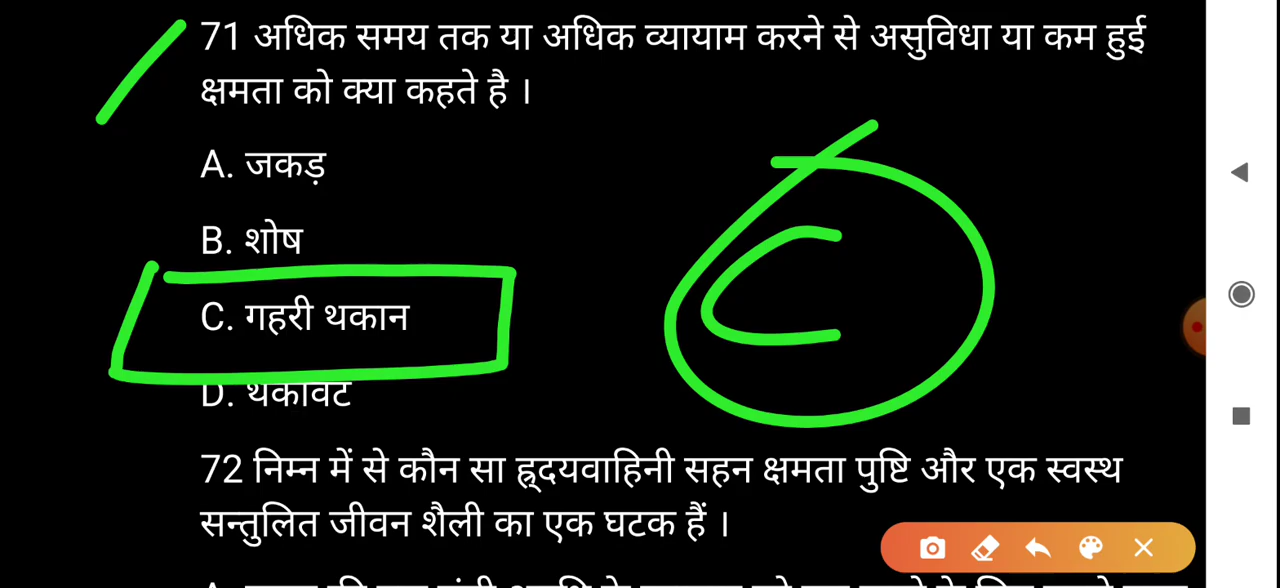 71 अधिक समय तक या अधिक व्यायाम करने से असुविधा या कम हुई
क्षमता को क्या कहते है ।
A. जकड़
B. शोष
C. गहरी थकान
C
D. थकावट
72 निम्न में से कौन सा हृ्दयवाहिनी सहन क्षमता पुष्टि और एक स्वस्थ
सन्तुलित जीवन शैली का एक घटक हैं ।